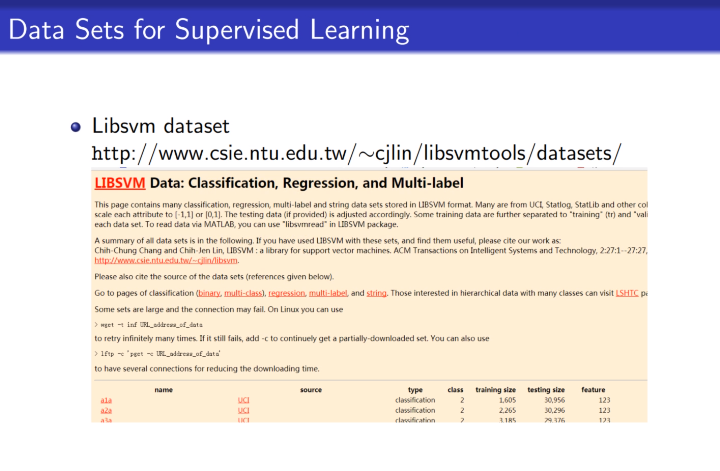 Data Sets for Supervised Learning
Libsvm dataset
http://www.csie.ntu.edu.tw/~cjlin/libsvmtools/datasets/
LIBSVM Data: Classification, Regression, and Multi-label
This page contains many classification, regression, multi-label and string data sets stored in LIBSVM format. Many are from UCI, Statlog, StatLib and other col
scale each attribute to [-1,1] or [0,1]. The testing data (if provided) is adjusted accordingly. Some training data are further separated to "training" (tr) and "vali
each data set. To read data via MATLAB, you can use "libsvmread" in LIBSVM package.
A summary of all data sets is in the following. If you have used LIBSVM with these sets, and find them useful, please cite our work as:
Chih-Chung Chang and Chih-Jen Lin, LIBSVM : a library for support vector machines. ACM Transactions on Intelligent Systems and Technology, 2:27:1--27:27,
http://www.csie.ntu.edu.tw/~cjlin/libsvm.
Please also cite the source of the data sets (references given below).
Go to pages of classification (binary, multi-class), regression, multi-label, and string. Those interested in hierarchical data with many classes can visit LSHTC pa
Some sets are large and the connection may fail. On Linux you can use
> wget -t inf URL_address_of_data
to retry infinitely many times. If it still fails, add -c to continuely get a partially-downloaded set. You can also use
> lftp -c 'pget -c URL_address_of_data'
to have several connections for reducing the downloading time.
name source type class training size testing size feature
a1a UCI classification 2 1,605 30,956 123
a2a UCI classification 2 2,265 30,296 123
a3a UCI classification 2 3,185 29,376 123